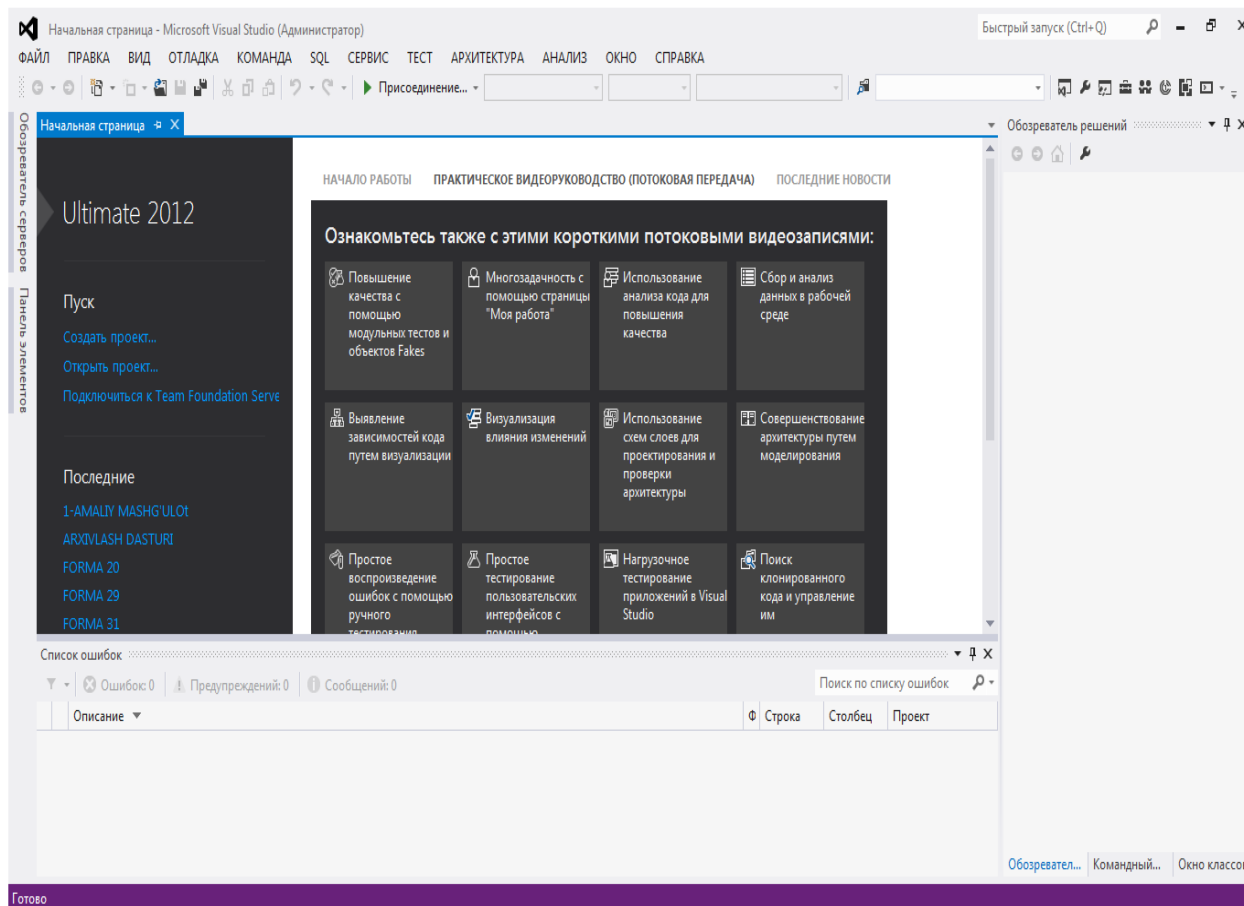 Начальная страница - Microsoft Visual Studio (Администратор)
Быстрый запуск (Ctrl+Q)
ФАЙЛ ПРАВКА ВИД ОТЛАДКА КОМАНДА SQL СЕРВИС ТЕСТ АРХИТЕКТУРА АНАЛИЗ ОКНО СПРАВКА
Присоединение...
Обозреватель серверов
Панель элементов
Начальная страница
Ultimate 2012
Пуск
Создать проект...
Открыть проект...
Подключиться к Team Foundation Serve
Последние
1-AMALIY MASHG'ULOt
ARXIVLASH DASTURI
FORMA 20
FORMA 29
FORMA 31
НАЧАЛО РАБОТЫ ПРАКТИЧЕСКОЕ ВИДЕОРУКОВОДСТВО (ПОТОКОВАЯ ПЕРЕДАЧА) ПОСЛЕДНИЕ НОВОСТИ
Ознакомьтесь также с этими короткими потоковыми видеозаписями:
Повышение
качества с
помощью
модульных тестов и
объектов Fakes
Многозадачность с
помощью страницы
"Моя работа"
Использование
анализа кода для
повышения
качества
Сбор и анализ
данных в рабочей
среде
Выявление
зависимостей кода
путем визуализации
Визуализация
влияния изменений
Использование
схем слоев для
проектирования и
проверки
архитектуры
Совершенствование
архитектуры путем
моделирования
Простое
воспроизведение
ошибок с помощью
ручного
тестирования
Простое
тестирование
пользовательских
интерфейсов с
помощью
Нагрузочное
тестирование
приложений в Visual
Studio
Поиск
клонированного
кода и управление
им
Обозреватель решений
Список ошибок
Ошибок: 0 Предупреждений: 0 Сообщений: 0
Поиск по списку ошибок
Описание Ф Строка Столбец Проект
Обозревател... Командный... Окно классов
Готово